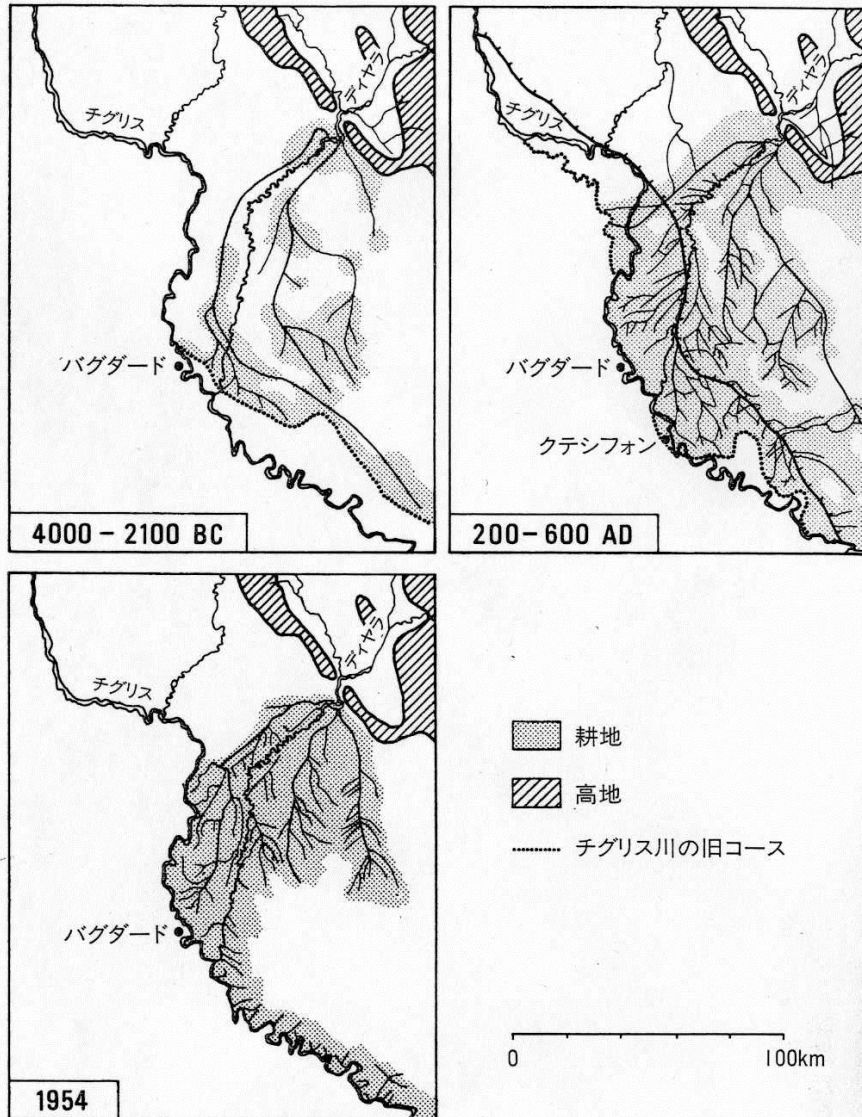 チグリス
ディヤラ
バグダード
4000－2100 BC
チグリス
ディヤラ
バグダード
クテシフォン
200－600 AD
チグリス
ディヤラ
バグダード
1954
耕地
高地
チグリス川の旧コース
0
100km